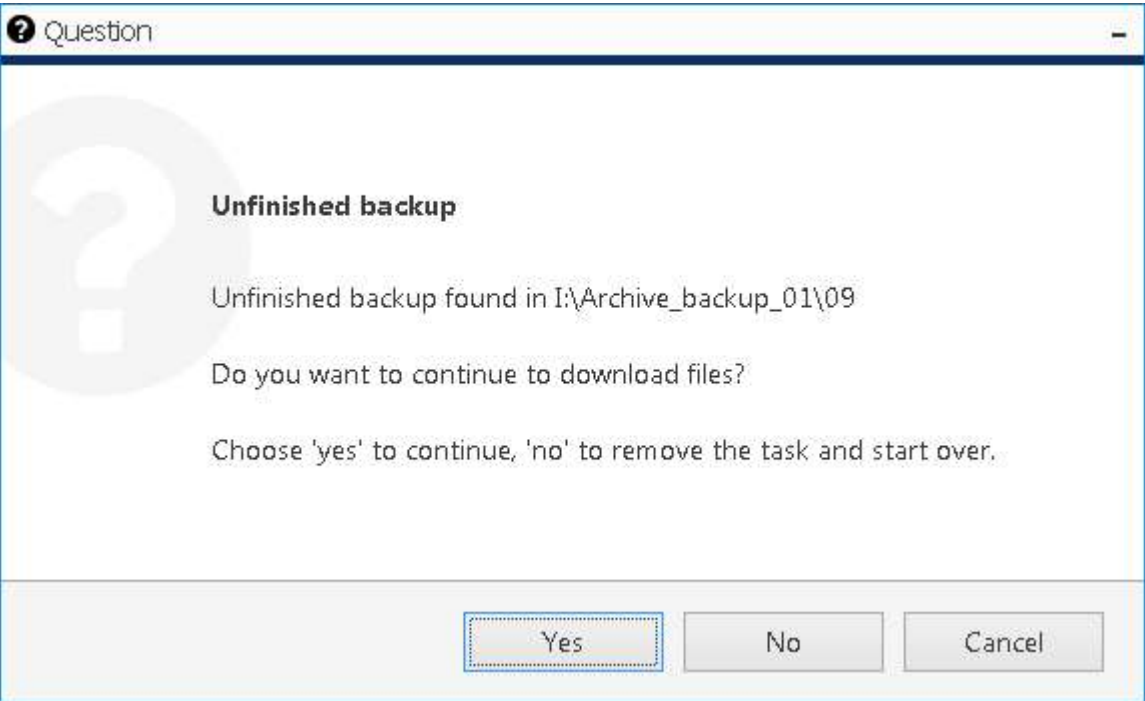 Question
Unfinished backup
Unfinished backup found in I:\Archive_backup_01\09
Do you want to continue to download files?
Choose 'yes' to continue, 'no' to remove the task and start over.
Yes No Cancel